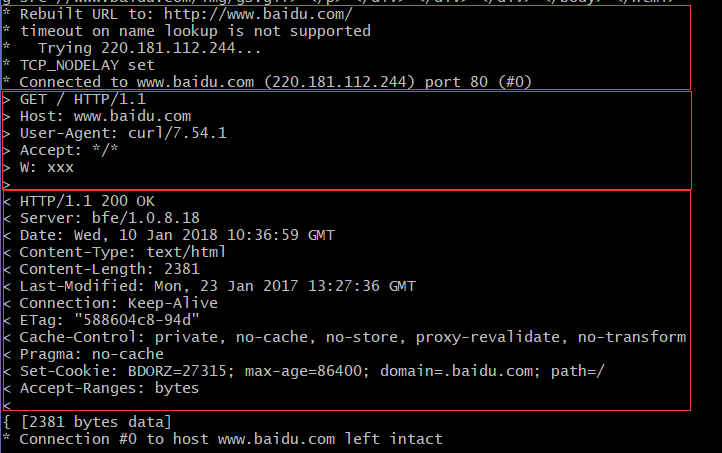 * Rebuilt URL to: http://www.baidu.com/
* timeout on name lookup is not supported
*   Trying 220.181.112.244...
* TCP_NODELAY set
* Connected to www.baidu.com (220.181.112.244) port 80 (#0)
> GET / HTTP/1.1
> Host: www.baidu.com
> User-Agent: curl/7.54.1
> Accept: */*
> W: xxx
>
< HTTP/1.1 200 OK
< Server: bfe/1.0.8.18
< Date: Wed, 10 Jan 2018 10:36:59 GMT
< Content-Type: text/html
< Content-Length: 2381
< Last-Modified: Mon, 23 Jan 2017 13:27:36 GMT
< Connection: Keep-Alive
< ETag: "588604c8-94d"
< Cache-Control: private, no-cache, no-store, proxy-revalidate, no-transform
< Pragma: no-cache
< Set-Cookie: BDORZ=27315; max-age=86400; domain=.baidu.com; path=/
< Accept-Ranges: bytes
<
{ [2381 bytes data]
* Connection #0 to host www.baidu.com left intact